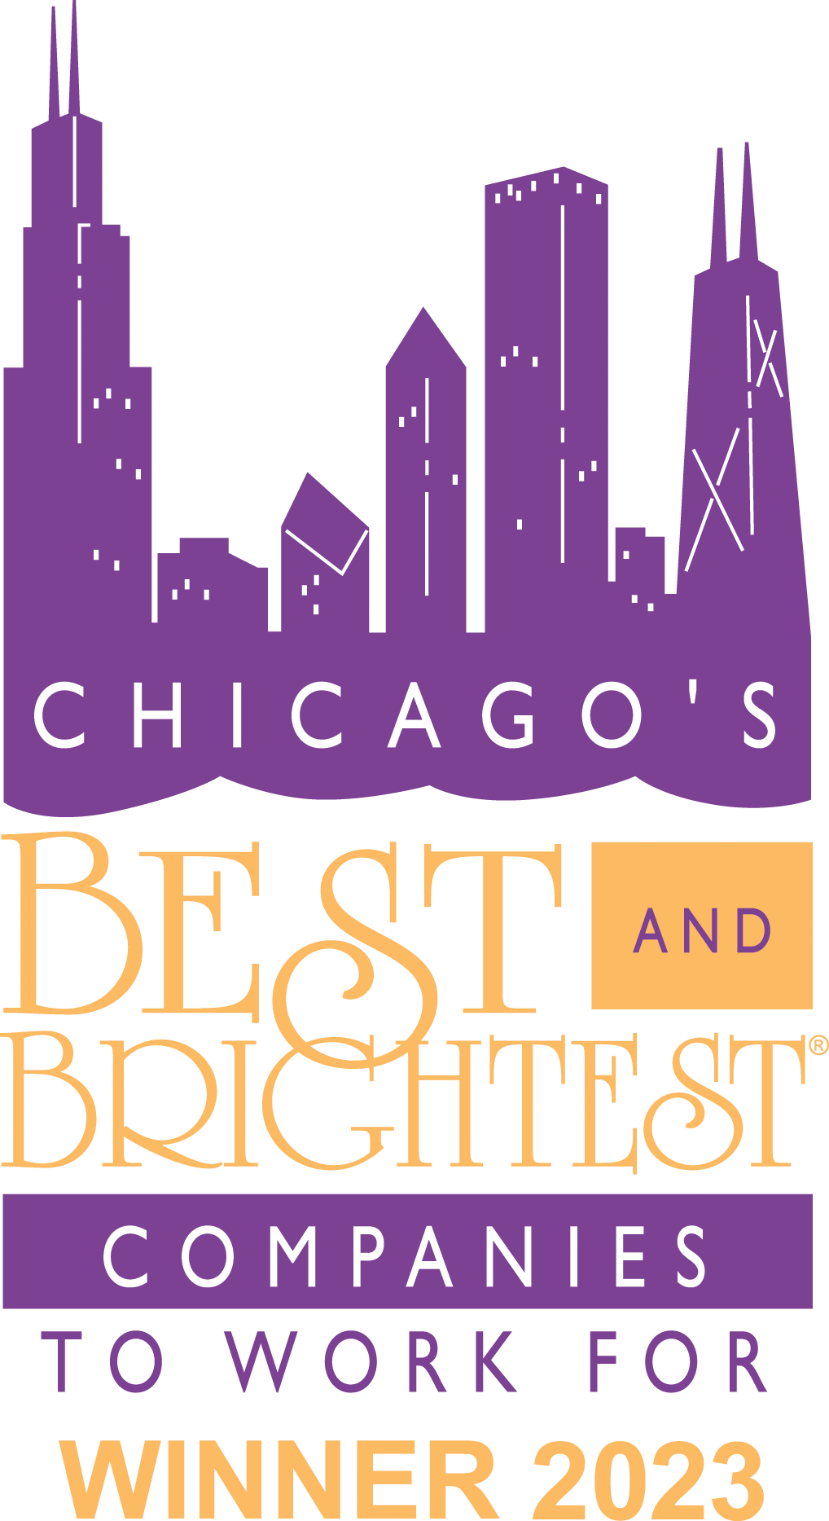 CHICAGO'S
BEST AND
BRIGHTEST®
COMPANIES
TO WORK FOR
WINNER 2023